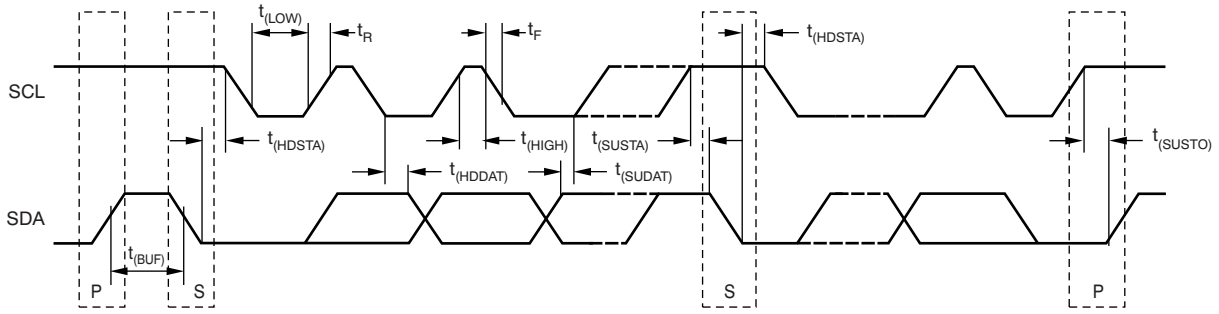 t(LOW)
tR
tF
t(HDSTA)
SCL
t(HDSTA)
t(HIGH)
t(SUSTA)
t(SUSTO)
t(HDDAT)
t(SUDAT)
SDA
t(BUF)
P
S
S
P